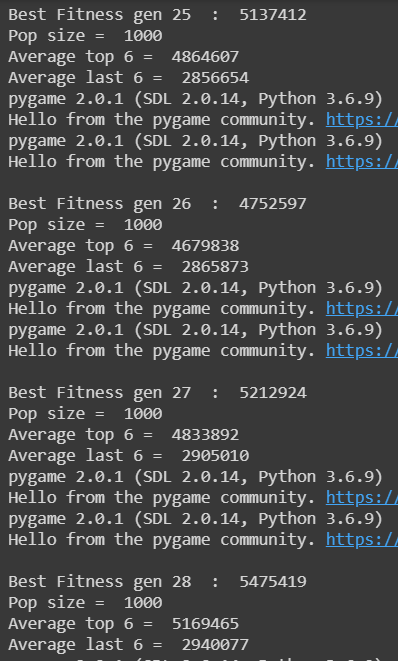 Best Fitness gen 25  :  5137412
Pop size =  1000
Average top 6 =  4864607
Average last 6 =  2856654
pygame 2.0.1 (SDL 2.0.14, Python 3.6.9)
Hello from the pygame community. https:/
pygame 2.0.1 (SDL 2.0.14, Python 3.6.9)
Hello from the pygame community. https:/
Best Fitness gen 26  :  4752597
Pop size =  1000
Average top 6 =  4679838
Average last 6 =  2865873
pygame 2.0.1 (SDL 2.0.14, Python 3.6.9)
Hello from the pygame community. https:/
pygame 2.0.1 (SDL 2.0.14, Python 3.6.9)
Hello from the pygame community. https:/
Best Fitness gen 27  :  5212924
Pop size =  1000
Average top 6 =  4833892
Average last 6 =  2905010
pygame 2.0.1 (SDL 2.0.14, Python 3.6.9)
Hello from the pygame community. https:/
pygame 2.0.1 (SDL 2.0.14, Python 3.6.9)
Hello from the pygame community. https:/
Best Fitness gen 28  :  5475419
Pop size =  1000
Average top 6 =  5169465
Average last 6 =  2940077